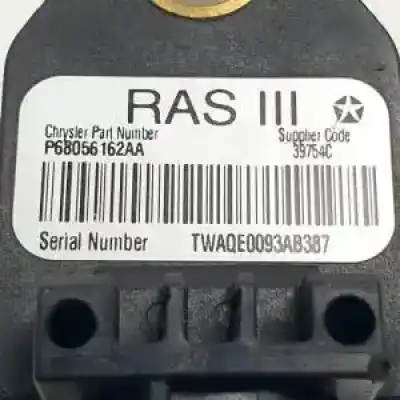 RAS III
Chrysler Part Number Supplier Code
P68056162AA 39754C
Serial Number TWAQE0093AB387